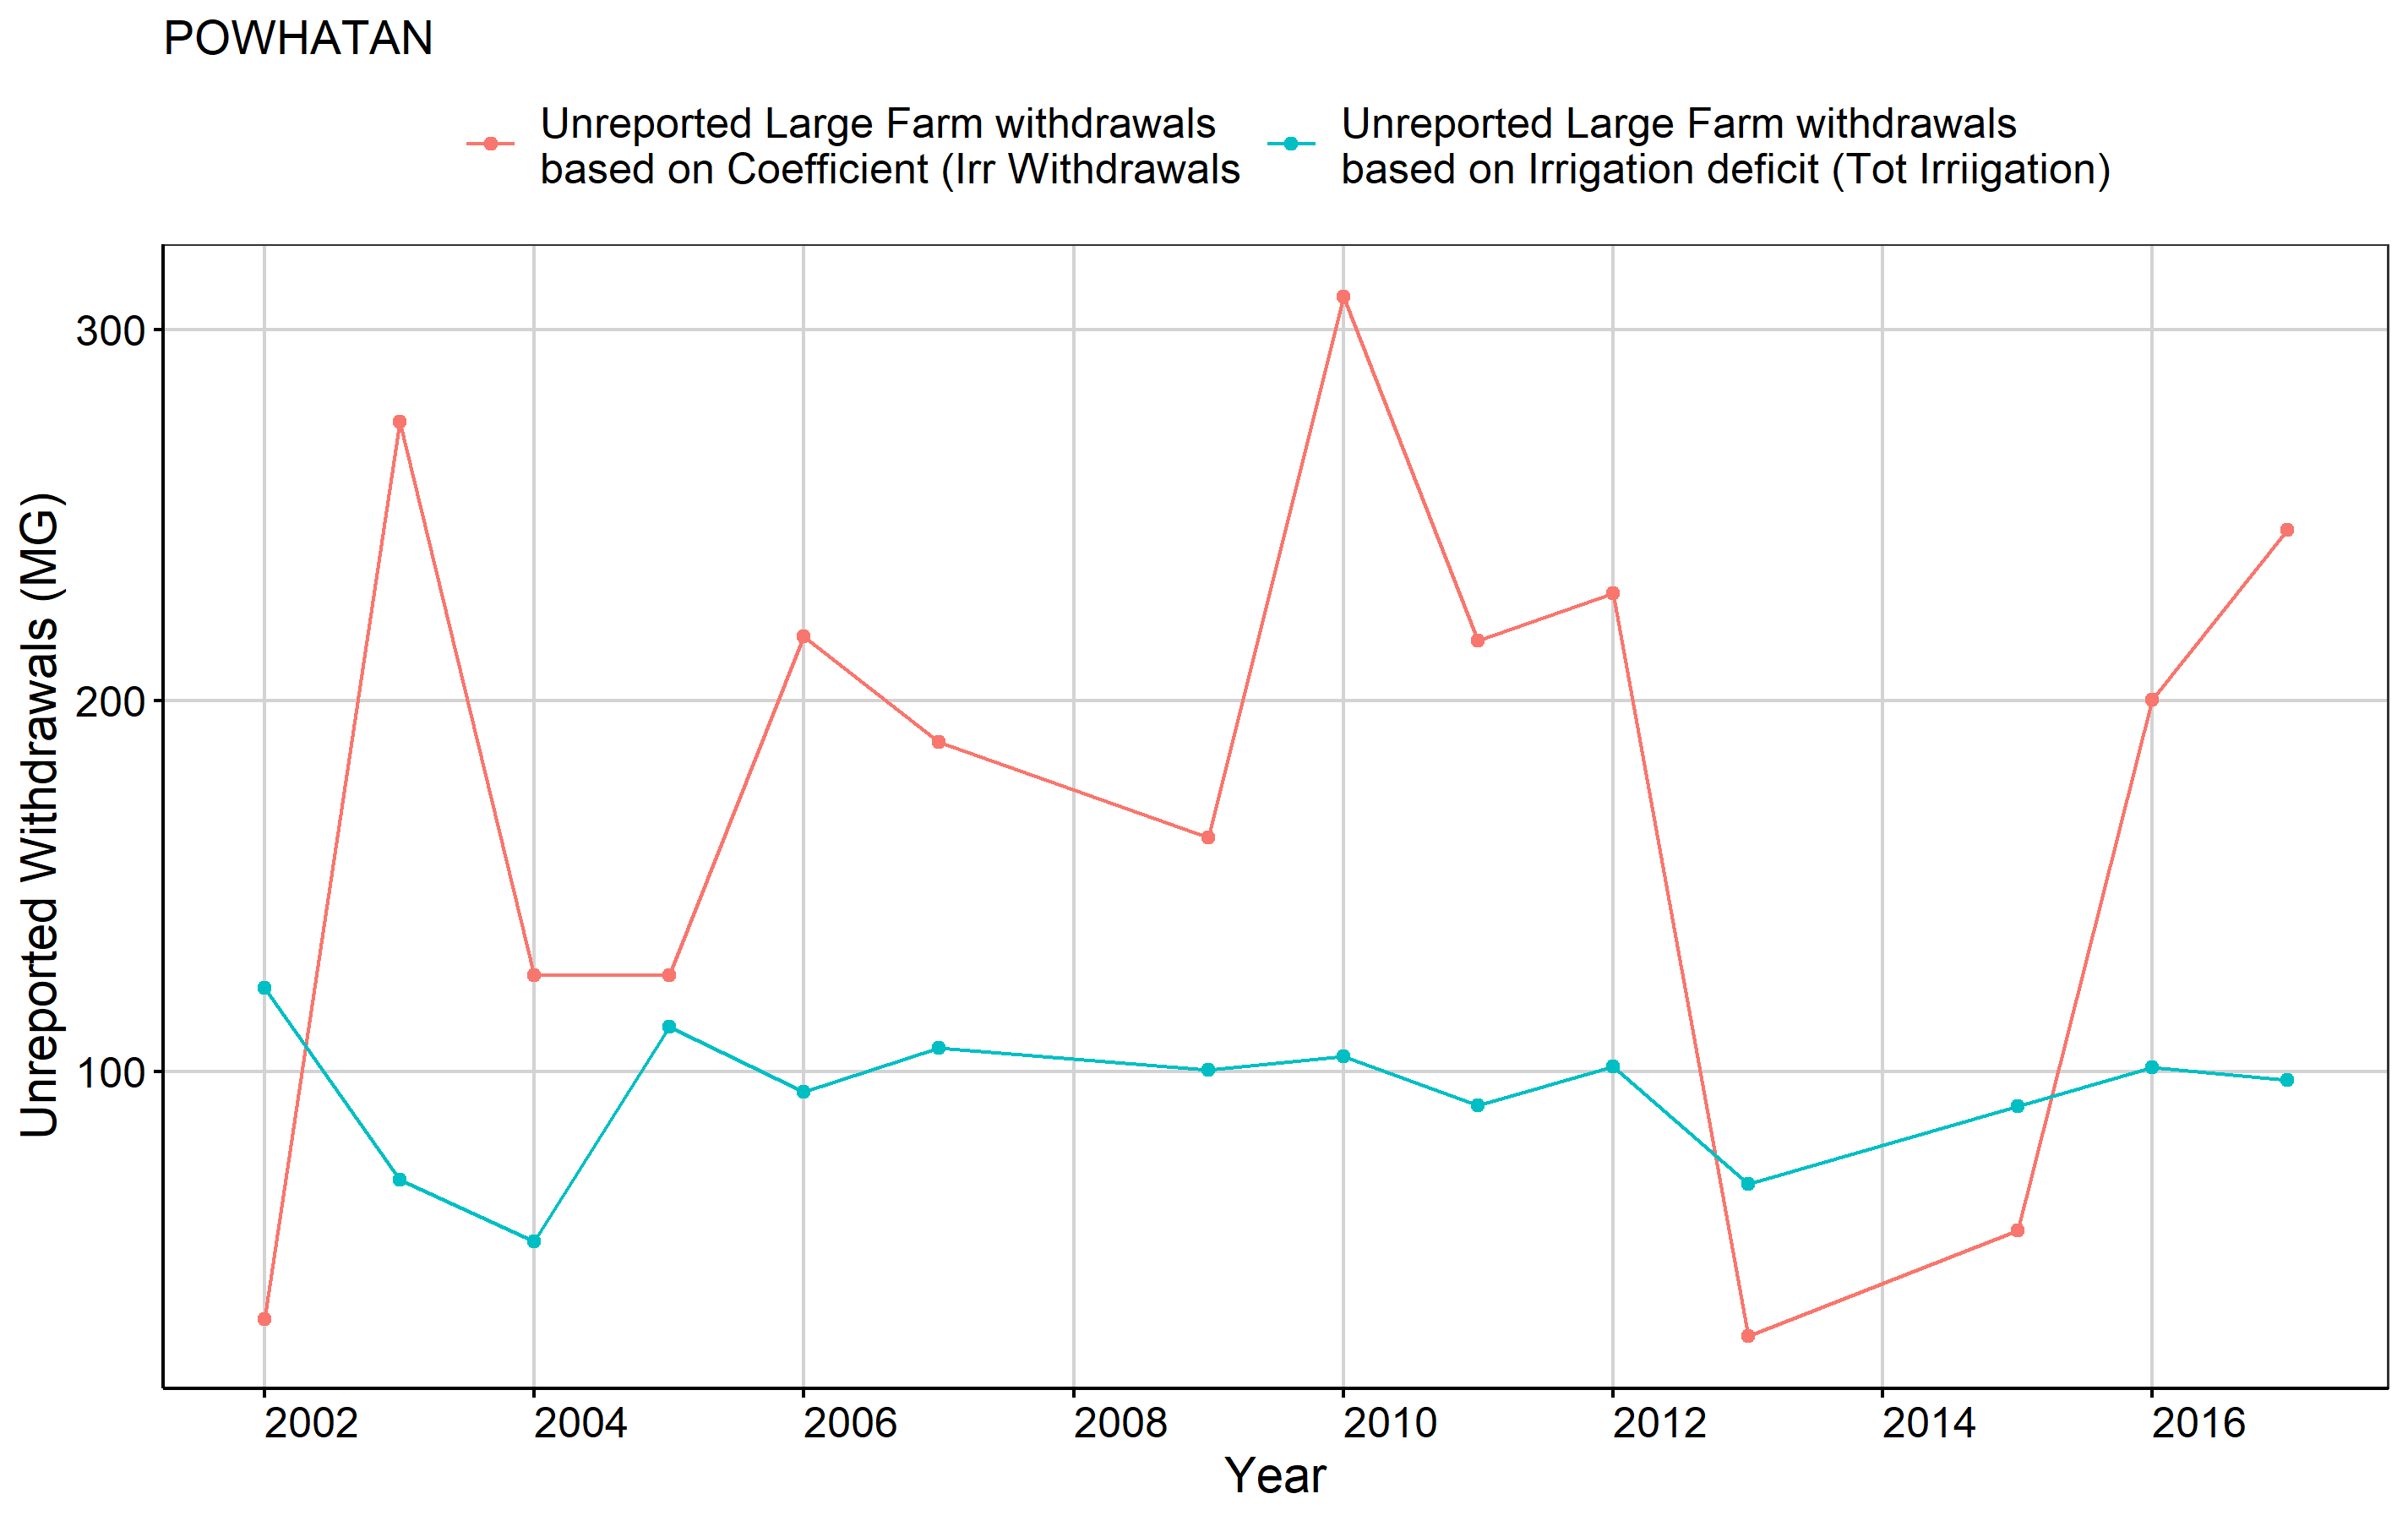 POWHATAN
Unreported Large Farm withdrawals
based on Coefficient (Irr Withdrawals
Unreported Large Farm withdrawals
based on Irrigation deficit (Tot Irriigation)
Unreported Withdrawals (MG)
300
200
100
2002 2004 2006 2008 2010 2012 2014 2016
Year